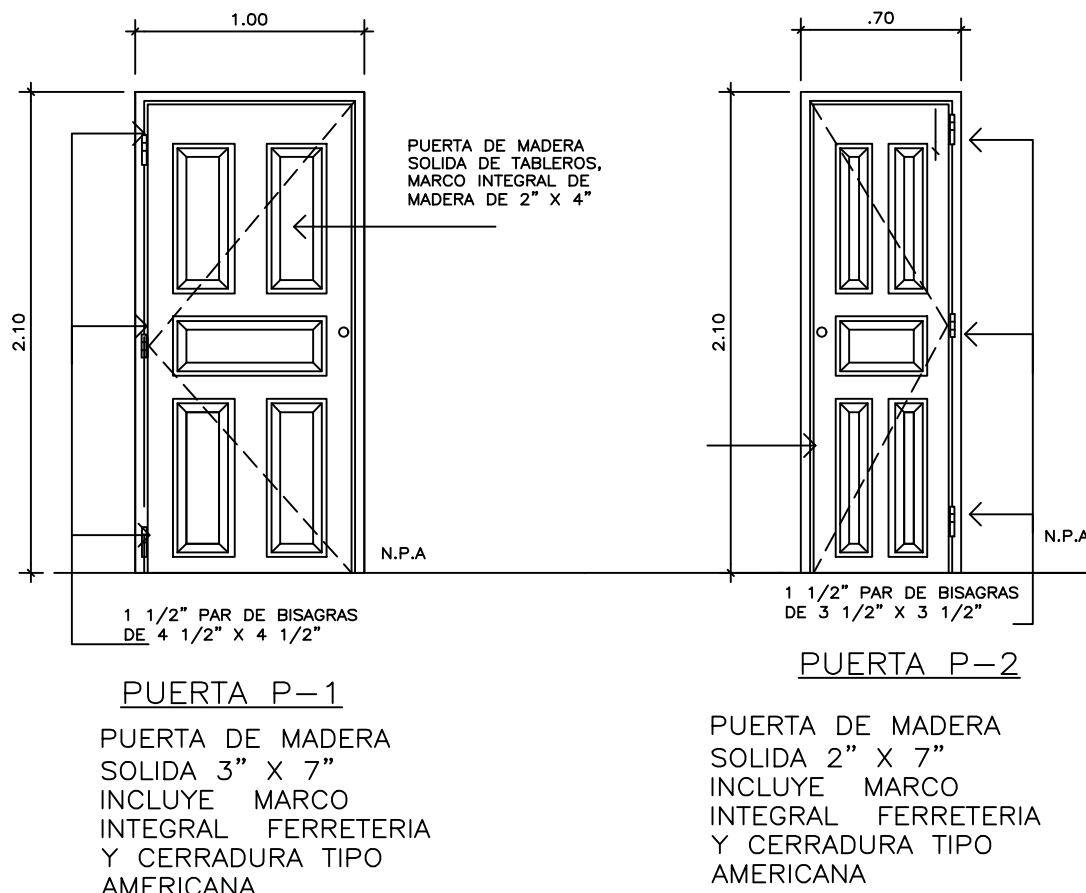 1.00
2.10
PUERTA DE MADERA
SOLIDA DE TABLEROS,
MARCO INTEGRAL DE
MADERA DE 2” X 4”
N.P.A
1 1/2” PAR DE BISAGRAS
DE 4 1/2” X 4 1/2”
PUERTA P-1
PUERTA DE MADERA
SOLIDA 3” X 7”
INCLUYE MARCO
INTEGRAL FERRETERIA
Y CERRADURA TIPO
AMERICANA
.70
2.10
N.P.A
1 1/2” PAR DE BISAGRAS
DE 3 1/2” X 3 1/2”
PUERTA P-2
PUERTA DE MADERA
SOLIDA 2” X 7”
INCLUYE MARCO
INTEGRAL FERRETERIA
Y CERRADURA TIPO
AMERICANA